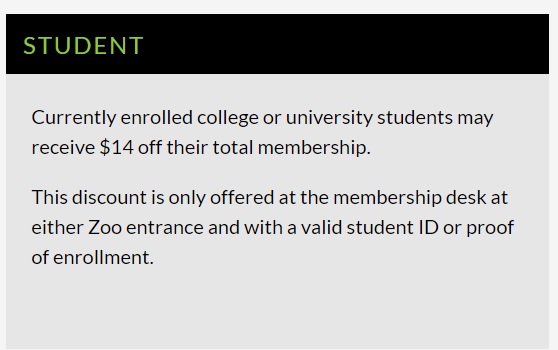 STUDENT
Currently enrolled college or university students may
receive $14 off their total membership.
This discount is only offered at the membership desk at
either Zoo entrance and with a valid student ID or proof
of enrollment.